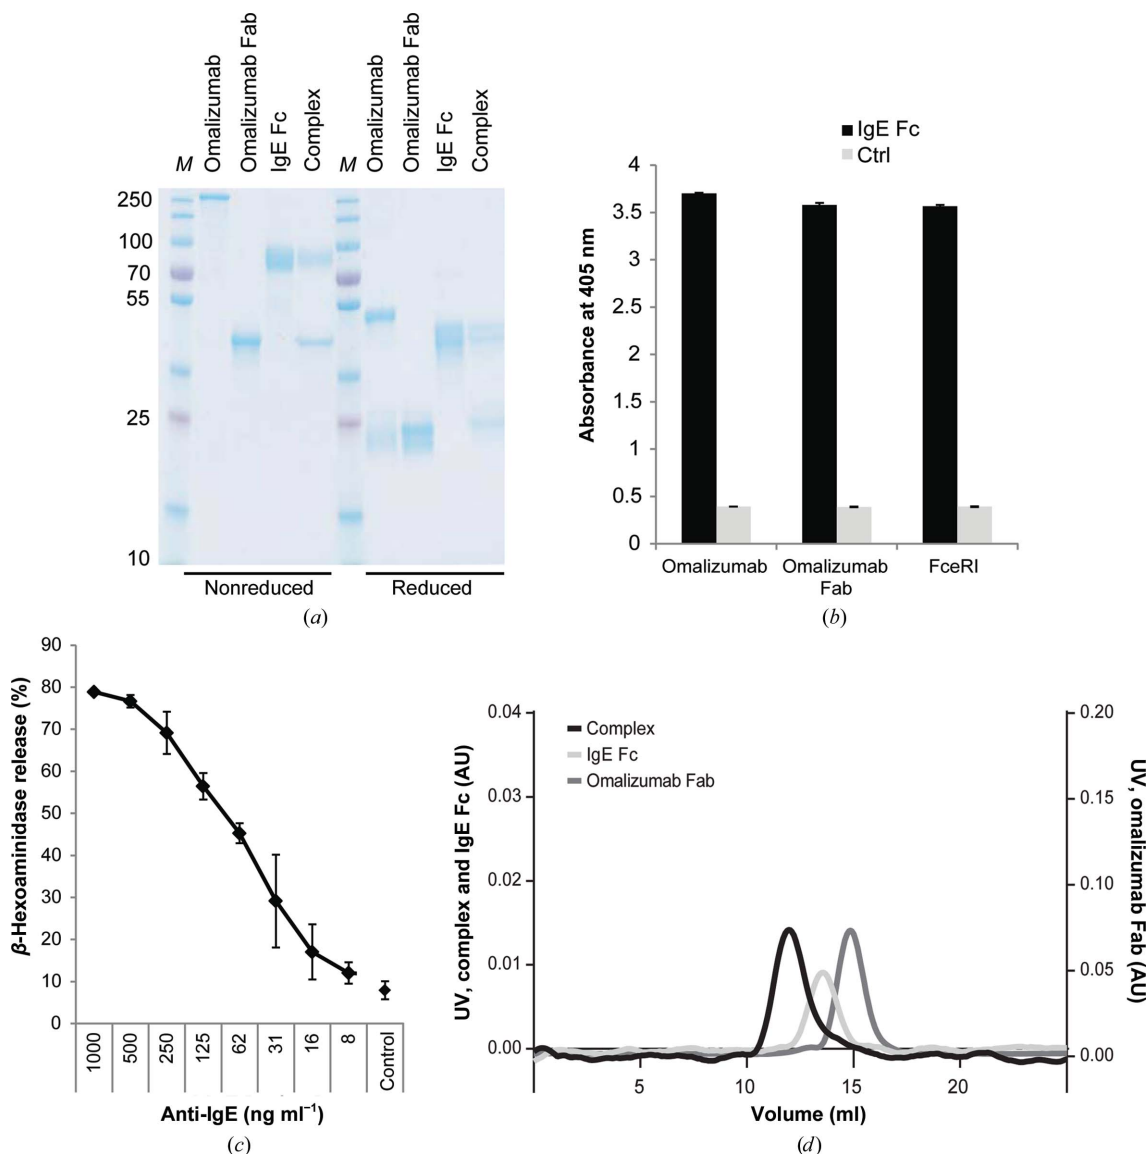 M
Omalizumab
Omalizumab Fab
IgE Fc
Complex
M
Omalizumab
Omalizumab Fab
IgE Fc
Complex
250
100
70
55
25
10
Nonreduced
Reduced
(a)
IgE Fc
Ctrl
Absorbance at 405 nm
4
3.5
3
2.5
2
1.5
1
0.5
0
Omalizumab
Omalizumab
Fab
FceRI
(b)
β-Hexoaminidase release (%)
90
80
70
60
50
40
30
20
10
0
1000
500
250
125
62
31
16
8
Control
Anti-IgE (ng ml⁻¹)
(c)
UV, complex and IgE Fc (AU)
0.04
0.03
0.02
0.01
0.00
Complex
IgE Fc
Omalizumab Fab
0.20
0.15
0.10
0.05
0.00
UV, omalizumab Fab (AU)
5
10
15
20
Volume (ml)
(d)